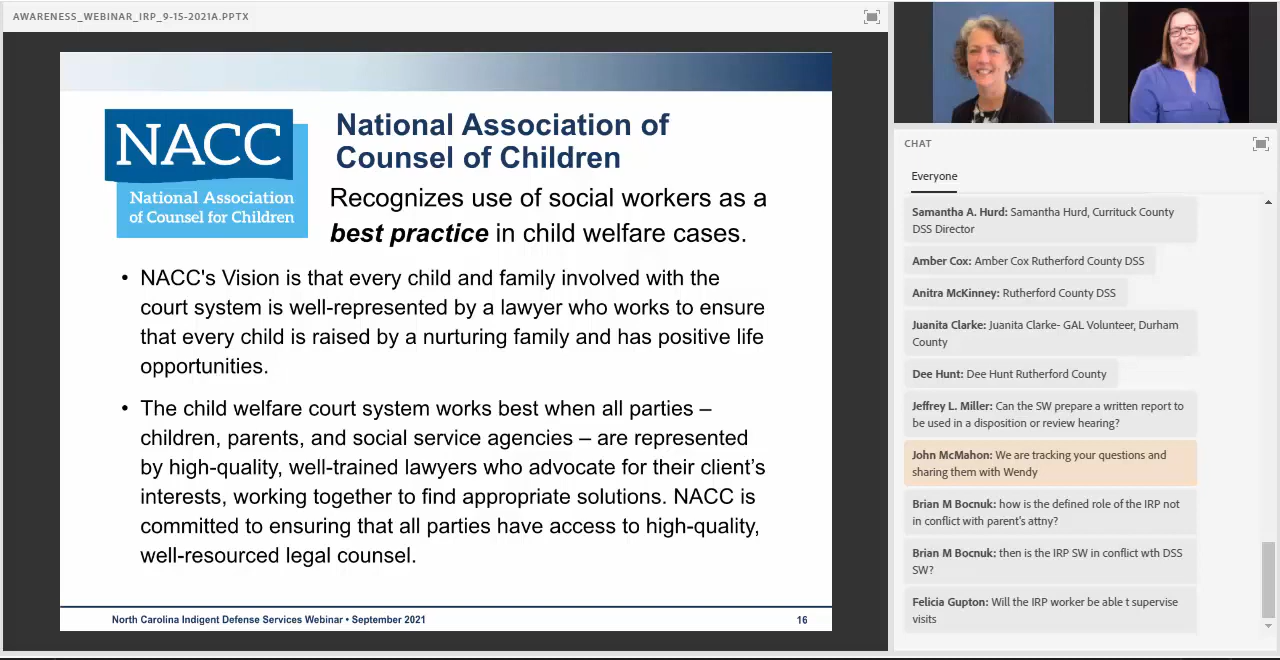 AWARENESS_WEBINAR_IRP_9-15-2021A.PPTX
NACC
National Association
of Counsel for Children
National Association of
Counsel of Children
Recognizes use of social workers as a
best practice in child welfare cases.
• NACC's Vision is that every child and family involved with the
court system is well-represented by a lawyer who works to ensure
that every child is raised by a nurturing family and has positive life
opportunities.
• The child welfare court system works best when all parties –
children, parents, and social service agencies – are represented
by high-quality, well-trained lawyers who advocate for their client's
interests, working together to find appropriate solutions. NACC is
committed to ensuring that all parties have access to high-quality,
well-resourced legal counsel.
North Carolina Indigent Defense Services Webinar • September 2021
16
CHAT
Everyone
Samantha A. Hurd: Samantha Hurd, Currituck County
DSS Director
Amber Cox: Amber Cox Rutherford County DSS
Anitra McKinney: Rutherford County DSS
Juanita Clarke: Juanita Clarke- GAL Volunteer, Durham
County
Dee Hunt: Dee Hunt Rutherford County
Jeffrey L. Miller: Can the SW prepare a written report to
be used in a disposition or review hearing?
John McMahon: We are tracking your questions and
sharing them with Wendy
Brian M Bocnuk: how is the defined role of the IRP not
in conflict with parent's attny?
Brian M Bocnuk: then is the IRP SW in conflict wth DSS
SW?
Felicia Gupton: Will the IRP worker be able t supervise
visits